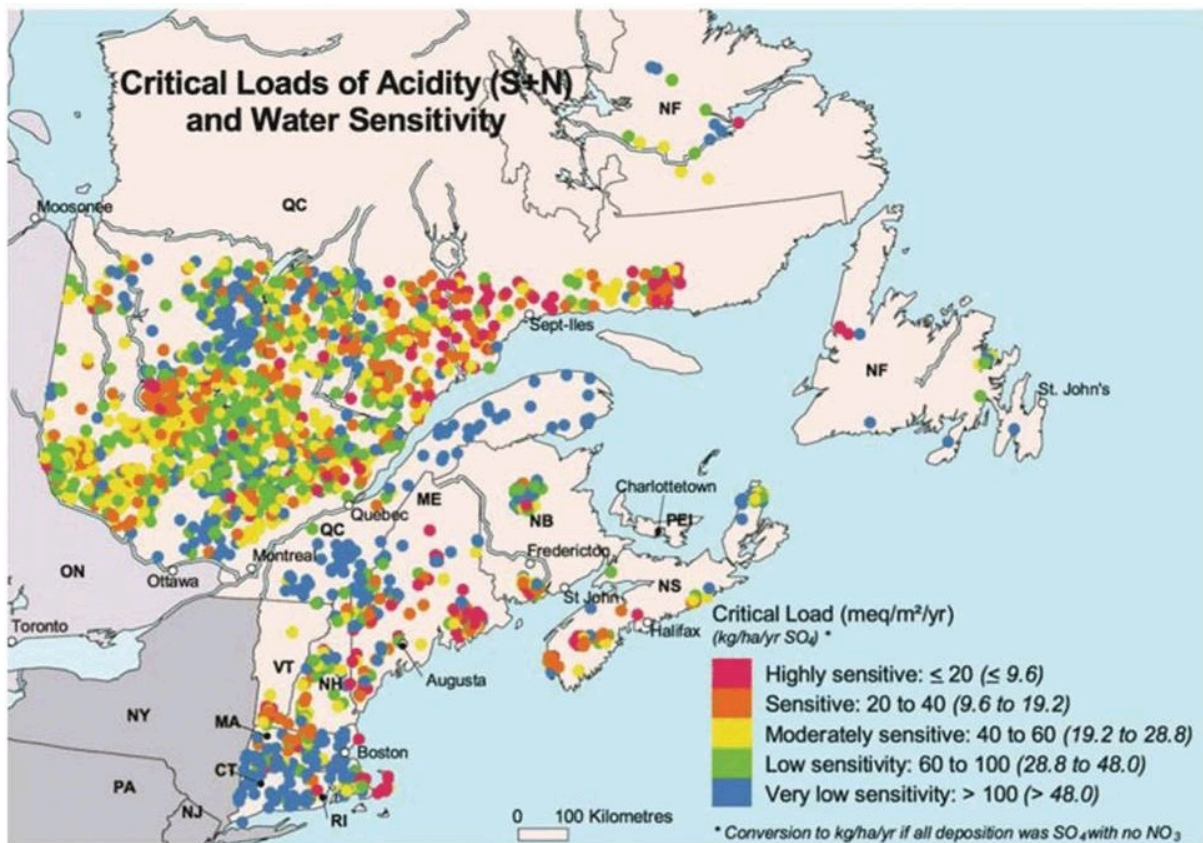 Critical Loads of Acidity (S+N)
and Water Sensitivity
NF
QC
Moosonee
Sept-Iles
NF
St. John's
Charlottetown
PEI
ME
NB
Quebec
QC
Fredericton
NS
Montreal
Ottawa
ON
St John
Halifax
Toronto
VT
NH
Augusta
NY
MA
Boston
CT
PA
NJ
RI
Critical Load (meq/m²/yr)
(kg/ha/yr SO₄) *
Highly sensitive: ≤ 20 (≤ 9.6)
Sensitive: 20 to 40 (9.6 to 19.2)
Moderately sensitive: 40 to 60 (19.2 to 28.8)
Low sensitivity: 60 to 100 (28.8 to 48.0)
Very low sensitivity: > 100 (> 48.0)
0 100 Kilometres
* Conversion to kg/ha/yr if all deposition was SO₄ with no NO₃